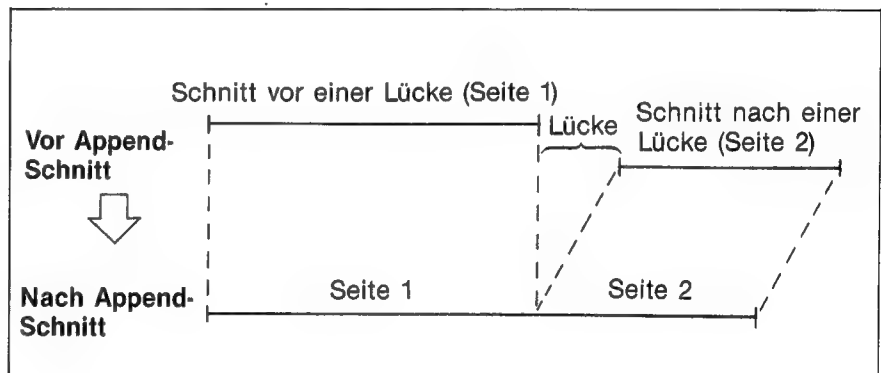 Schnitt vor einer Lücke (Seite 1)
Lücke
Schnitt nach einer
Lücke (Seite 2)
Vor Append-
Schnitt
Seite 1
Seite 2
Nach Append-
Schnitt